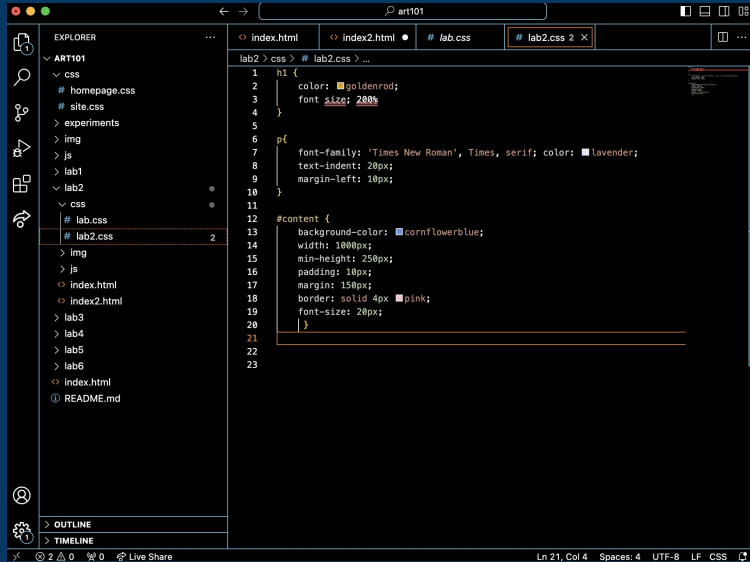 art101
EXPLORER
index.html
index2.html
lab.css
lab2.css 2
ART101
lab2 > css > # lab2.css > ...
css
# homepage.css
# site.css
experiments
img
js
lab1
lab2
css
# lab.css
# lab2.css 2
img
js
<> index.html
<> index2.html
lab3
lab4
lab5
lab6
<> index.html
README.md
OUTLINE
TIMELINE
1 h1 {
2 color: goldenrod;
3 font size; 200%
4 }
5
6 p{
7 font-family: 'Times New Roman', Times, serif; color: lavender;
8 text-indent: 20px;
9 margin-left: 10px;
10 }
11
12 #content {
13 background-color: cornflowerblue;
14 width: 1000px;
15 min-height: 250px;
16 padding: 10px;
17 margin: 150px;
18 border: solid 4px pink;
19 font-size: 20px;
20 }
21
22
23
1
1
2 0 0 Live Share
Ln 21, Col 4 Spaces: 4 UTF-8 LF CSS